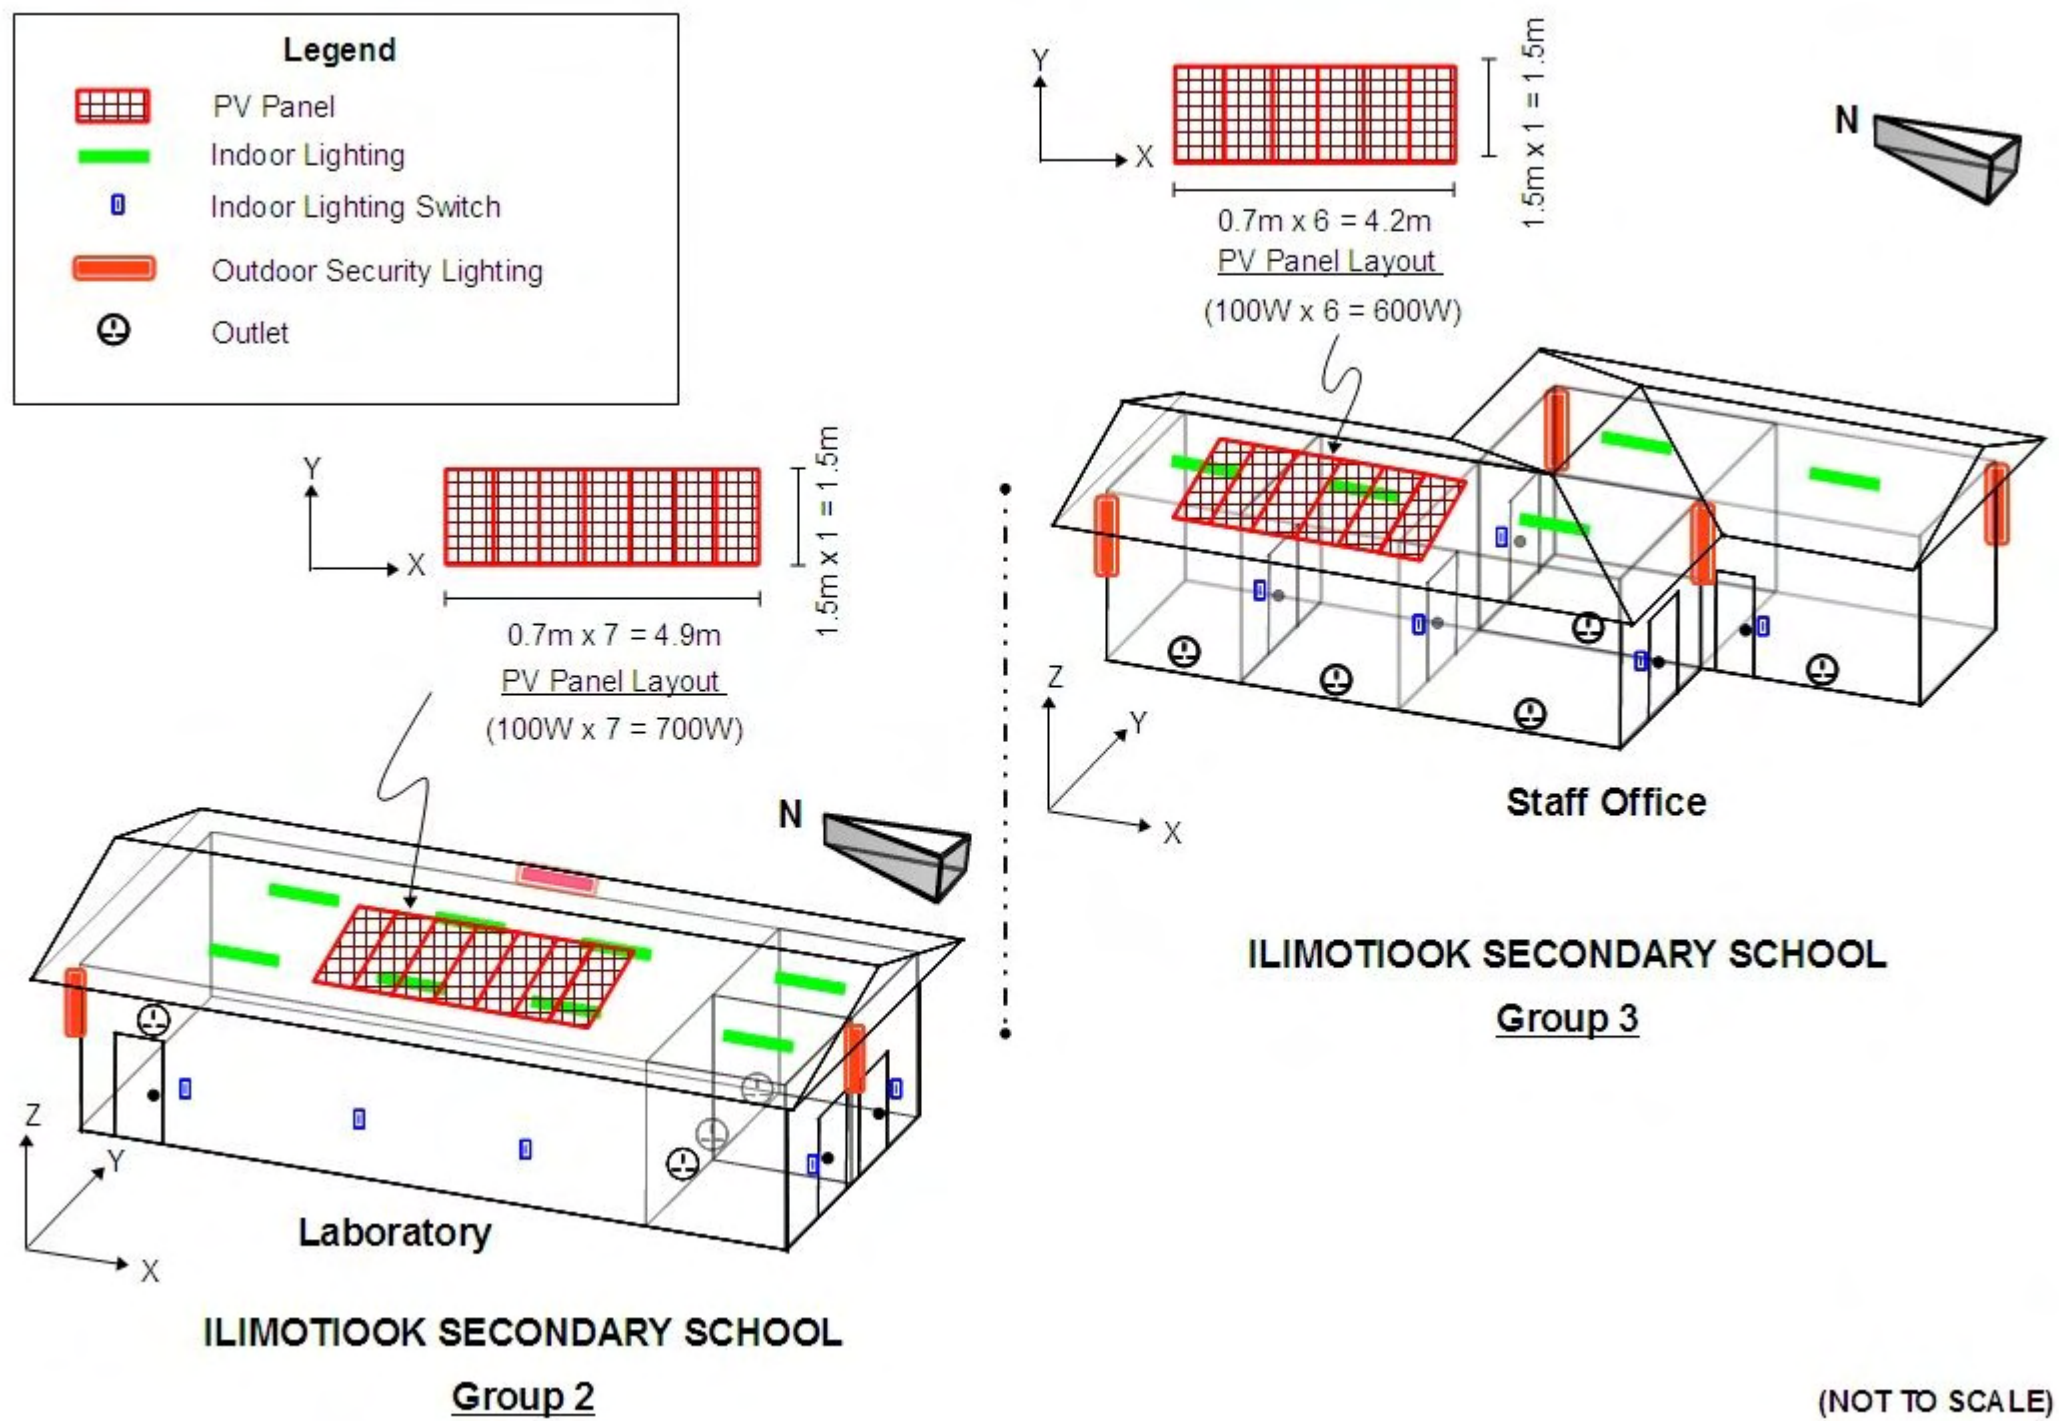 Legend
PV Panel
Indoor Lighting
Indoor Lighting Switch
Outdoor Security Lighting
Outlet
Y
X
1.5m x 1 = 1.5m
0.7m x 6 = 4.2m
PV Panel Layout
(100W x 6 = 600W)
N
Z
Y
X
Staff Office
ILIMOTIOOK SECONDARY SCHOOL
Group 3
Y
X
1.5m x 1 = 1.5m
0.7m x 7 = 4.9m
PV Panel Layout
(100W x 7 = 700W)
N
Z
Y
X
Laboratory
ILIMOTIOOK SECONDARY SCHOOL
Group 2
(NOT TO SCALE)